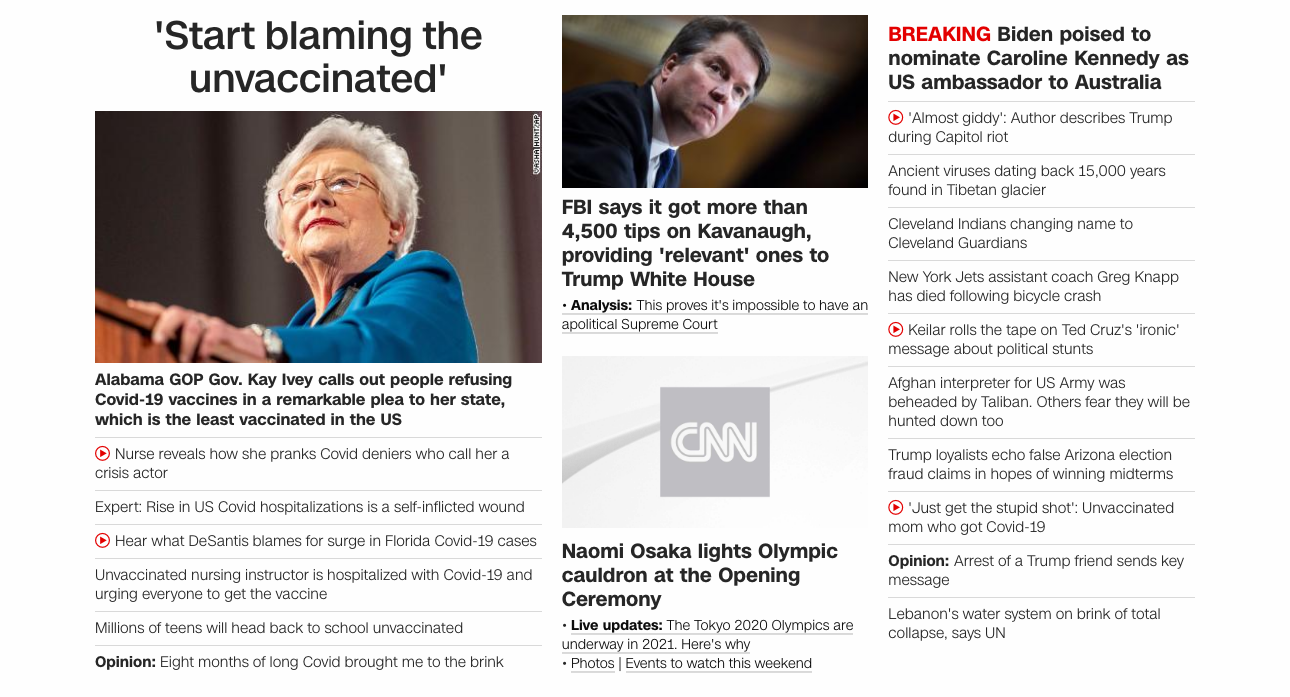 'Start blaming the
unvaccinated'
VASHA HUNT/AP
Alabama GOP Gov. Kay Ivey calls out people refusing
Covid-19 vaccines in a remarkable plea to her state,
which is the least vaccinated in the US
Nurse reveals how she pranks Covid deniers who call her a
crisis actor
Expert: Rise in US Covid hospitalizations is a self-inflicted wound
Hear what DeSantis blames for surge in Florida Covid-19 cases
Unvaccinated nursing instructor is hospitalized with Covid-19 and
urging everyone to get the vaccine
Millions of teens will head back to school unvaccinated
Opinion: Eight months of long Covid brought me to the brink
FBI says it got more than
4,500 tips on Kavanaugh,
providing 'relevant' ones to
Trump White House
• Analysis: This proves it's impossible to have an
apolitical Supreme Court
CNN
Naomi Osaka lights Olympic
cauldron at the Opening
Ceremony
• Live updates: The Tokyo 2020 Olympics are
underway in 2021. Here's why
• Photos | Events to watch this weekend
BREAKING Biden poised to
nominate Caroline Kennedy as
US ambassador to Australia
'Almost giddy': Author describes Trump
during Capitol riot
Ancient viruses dating back 15,000 years
found in Tibetan glacier
Cleveland Indians changing name to
Cleveland Guardians
New York Jets assistant coach Greg Knapp
has died following bicycle crash
Keilar rolls the tape on Ted Cruz's 'ironic'
message about political stunts
Afghan interpreter for US Army was
beheaded by Taliban. Others fear they will be
hunted down too
Trump loyalists echo false Arizona election
fraud claims in hopes of winning midterms
'Just get the stupid shot': Unvaccinated
mom who got Covid-19
Opinion: Arrest of a Trump friend sends key
message
Lebanon's water system on brink of total
collapse, says UN